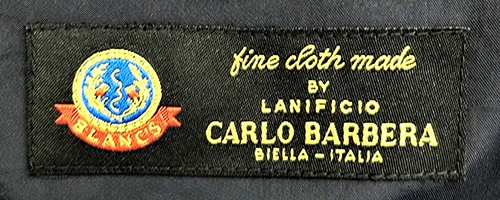 BLANCS
fine cloth made
BY
LANIFICIO
CARLO BARBERA
BIELLA - ITALIA